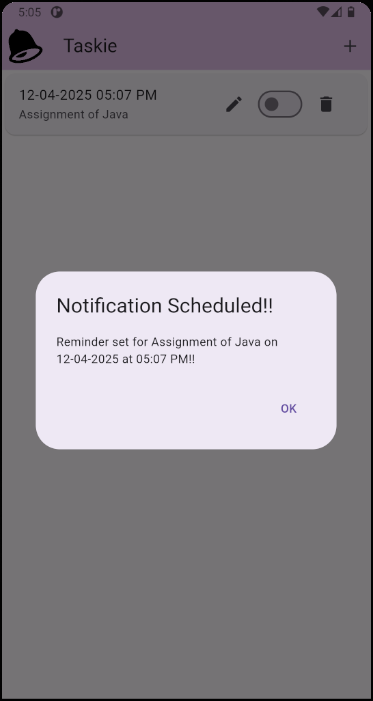 5:05
Taskie
12-04-2025 05:07 PM
Assignment of Java
Notification Scheduled!!
Reminder set for Assignment of Java on
12-04-2025 at 05:07 PM!!
OK